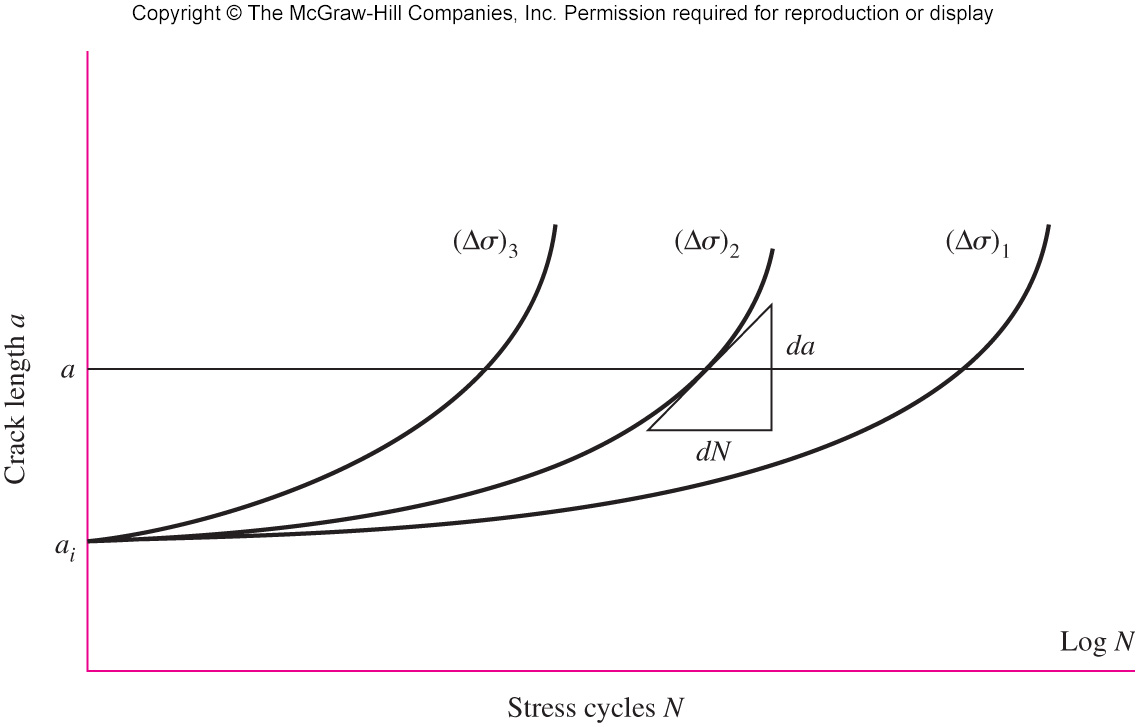 Copyright © The McGraw-Hill Companies, Inc. Permission required for reproduction or display
(Δσ)₃
(Δσ)₂
(Δσ)₁
da
a
dN
Crack length a
aᵢ
Log N
Stress cycles N